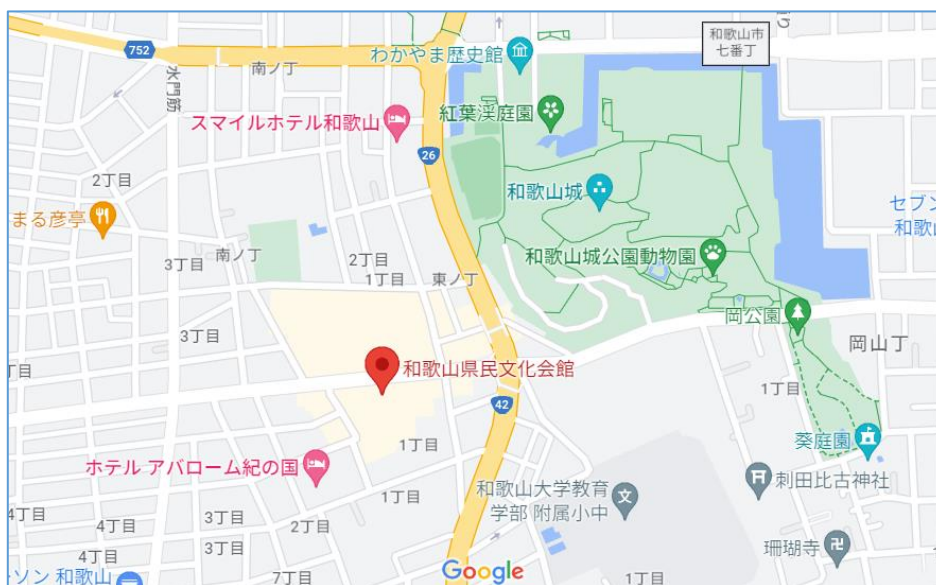 752
わかやま歴史館
和歌山市
七番丁
南ノ丁
水門筋
紅葉渓庭園
スマイルホテル和歌山
26
2丁目
和歌山城
まる彦亭
セブン
和歌山
南ノ丁
2丁目
和歌山城公園動物園
3丁目
1丁目
東ノ丁
岡公園
3丁目
岡山丁
丁目
和歌山県民文化会館
1丁目
42
葵庭園
1丁目
ホテル アバローム紀の国
刺田比古神社
和歌山大学教育
学部 附属小中
1丁目
4丁目
3丁目
2丁目
4丁目
3丁目
珊瑚寺
4丁目
ーソン 和歌山
7丁目
Google
1丁目